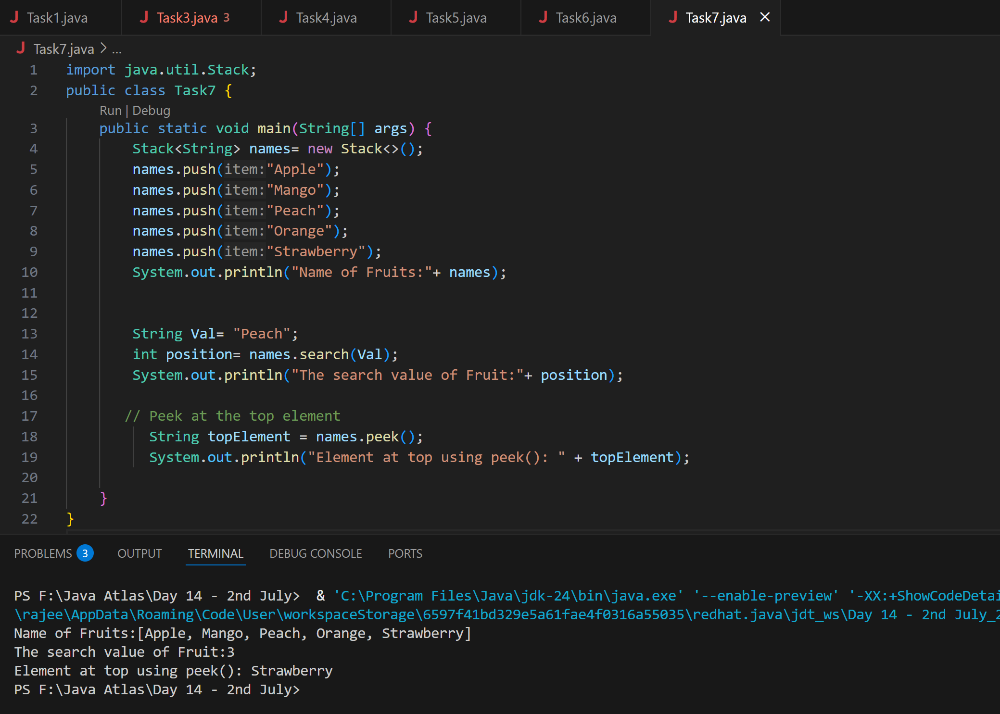 Task1.java Task3.java 3 Task4.java Task5.java Task6.java Task7.java
Task7.java > ...
1 import java.util.Stack;
2 public class Task7 {
Run | Debug
3 public static void main(String[] args) {
4 Stack<String> names= new Stack<>();
5 names.push(item:"Apple");
6 names.push(item:"Mango");
7 names.push(item:"Peach");
8 names.push(item:"Orange");
9 names.push(item:"Strawberry");
10 System.out.println("Name of Fruits:"+ names);
11
12
13 String Val= "Peach";
14 int position= names.search(Val);
15 System.out.println("The search value of Fruit:"+ position);
16
17 // Peek at the top element
18 String topElement = names.peek();
19 System.out.println("Element at top using peek(): " + topElement);
20
21 }
22 }
PROBLEMS 3 OUTPUT TERMINAL DEBUG CONSOLE PORTS
PS F:\Java Atlas\Day 14 - 2nd July> & 'C:\Program Files\Java\jdk-24\bin\java.exe' '--enable-preview' '-XX:+ShowCodeDetai
\rajee\AppData\Roaming\Code\User\workspaceStorage\6597f41bd329e5a61fae4f0316a55035\redhat.java\jdt_ws\Day 14 - 2nd July_2
Name of Fruits:[Apple, Mango, Peach, Orange, Strawberry]
The search value of Fruit:3
Element at top using peek(): Strawberry
PS F:\Java Atlas\Day 14 - 2nd July>